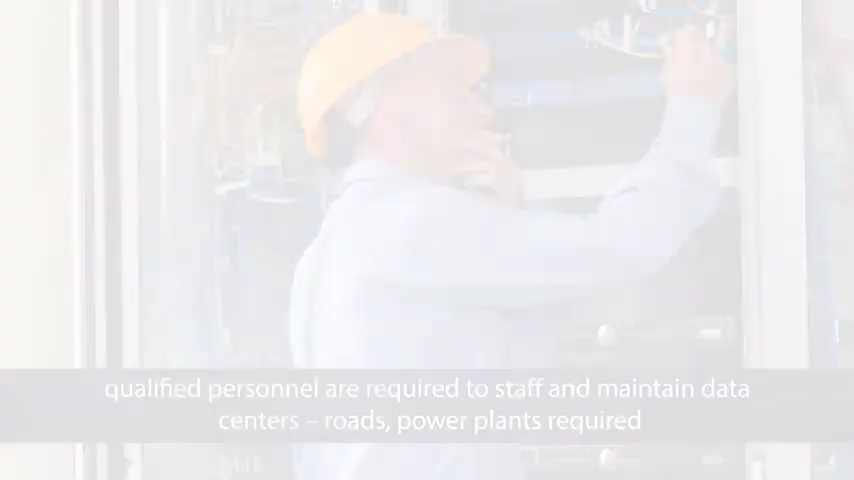 qualified personnel are required to staff and maintain data
centers – roads, power plants required